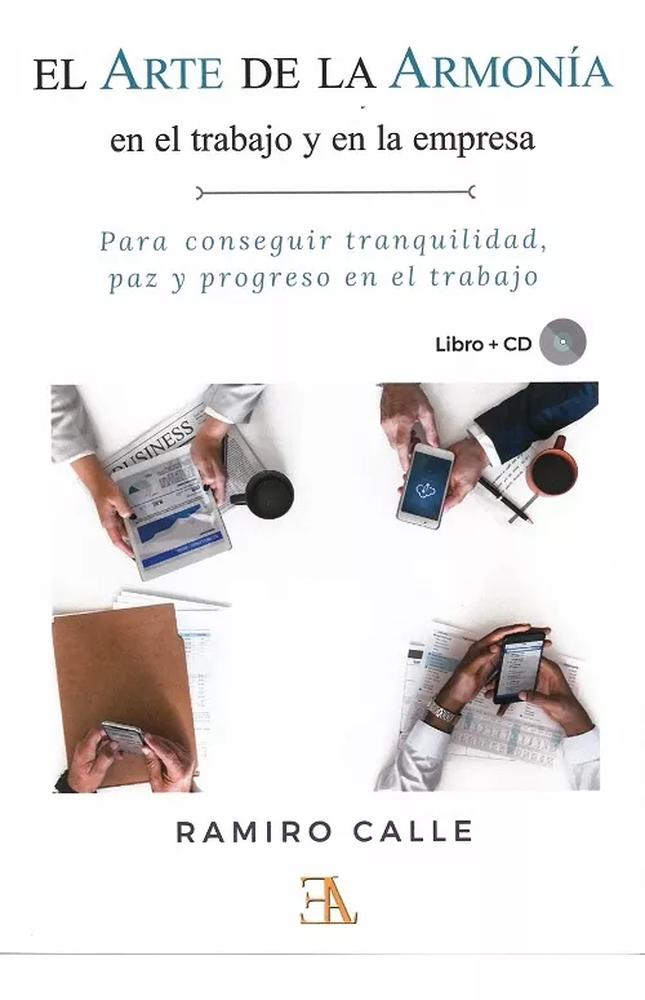 EL ARTE DE LA ARMONÍA
en el trabajo y en la empresa
Para conseguir tranquilidad,
paz y progreso en el trabajo
Libro + CD
BUSINESS
RAMIRO CALLE
EA